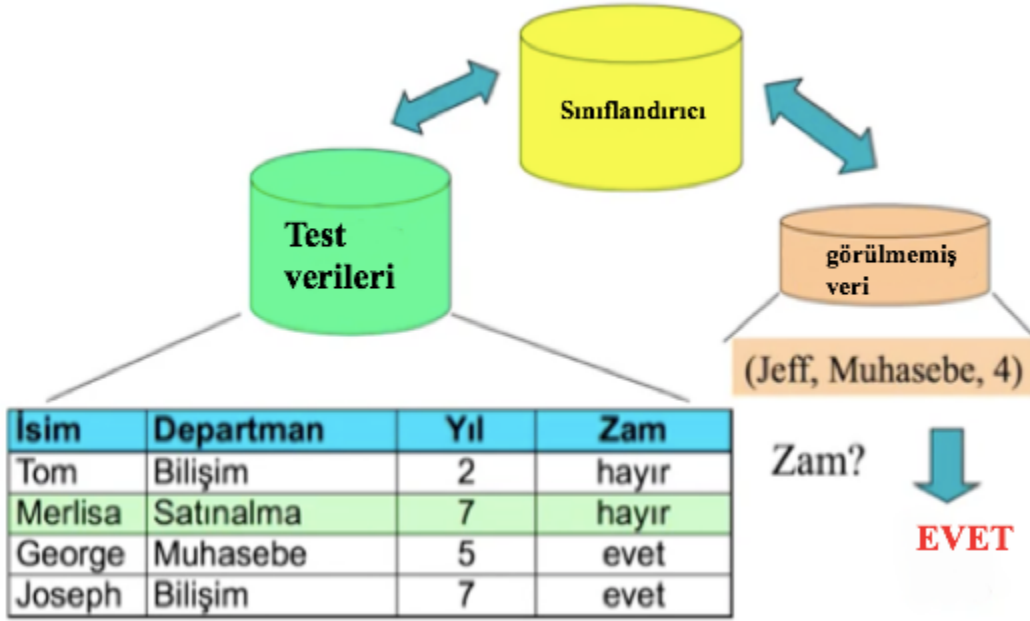 Sınıflandırıcı
Test
verileri
görülmemiş
veri
(Jeff, Muhasebe, 4)
İsim Departman Yıl Zam
Tom Bilişim 2 hayır
Merlisa Satınalma 7 hayır
George Muhasebe 5 evet
Joseph Bilişim 7 evet
Zam?
EVET